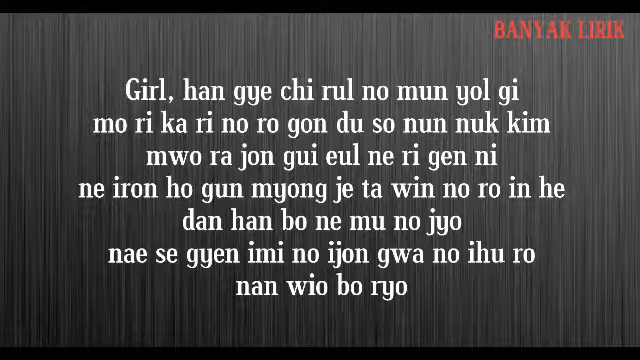 BANYAK LIRIK
Girl, han gye chi rul no mun yol gi
mo ri ka ri no ro gon du so nun nuk kim
mwo ra jon gui eul ne ri gen ni
ne iron ho gun myong je ta win no ro in he
dan han bo ne mu no jyo
nae se gyen imi no ijon gwa no ihu ro
nan wio bo ryo